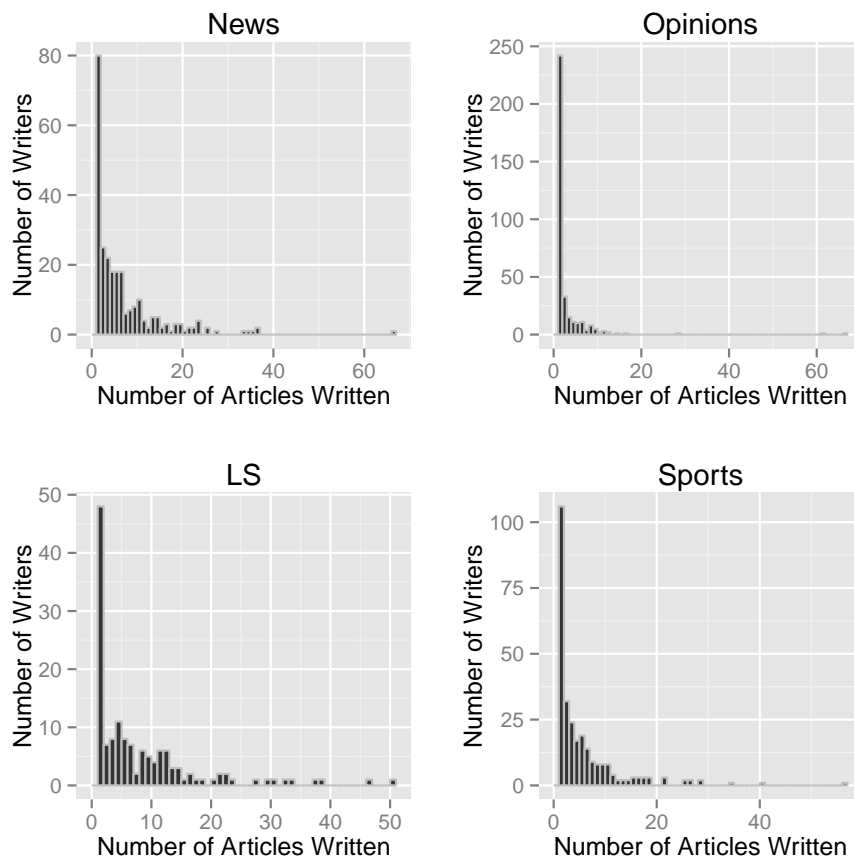 News
Number of Writers
80
60
40
20
0
0 20 40 60
Number of Articles Written
Opinions
Number of Writers
250
200
150
100
50
0
0 20 40 60
Number of Articles Written
LS
Number of Writers
50
40
30
20
10
0
0 10 20 30 40 50
Number of Articles Written
Sports
Number of Writers
100
75
50
25
0
0 20 40
Number of Articles Written